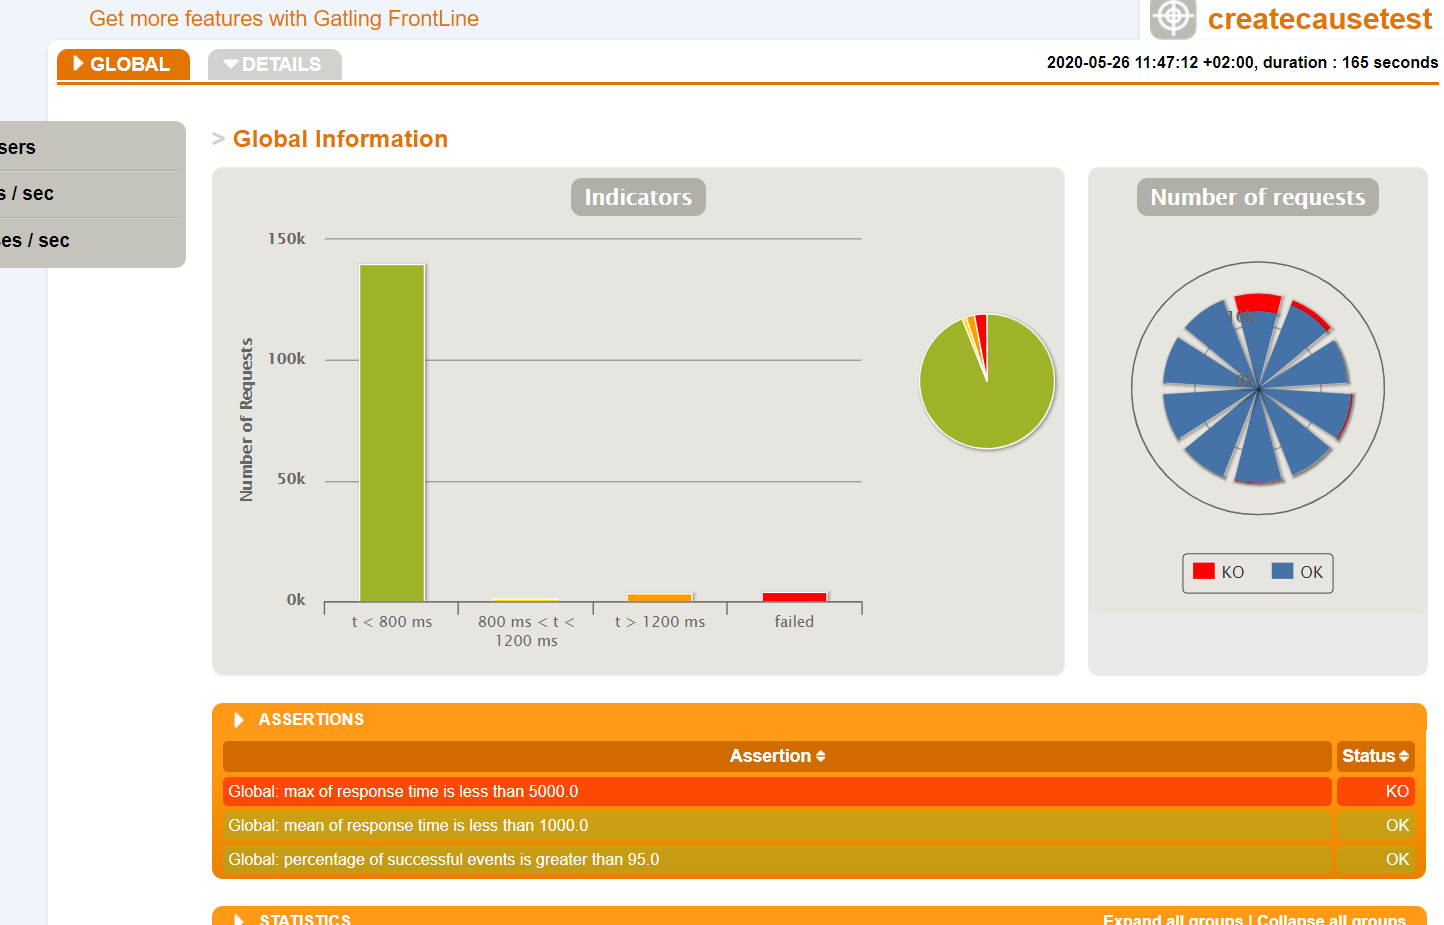 Get more features with Gatling FrontLine
createcausetest
GLOBAL
DETAILS
2020-05-26 11:47:12 +02:00, duration : 165 seconds
sers
s / sec
es / sec
> Global Information
Indicators
Number of Requests
150k
100k
50k
0k
t < 800 ms
800 ms < t <
1200 ms
t > 1200 ms
failed
Number of requests
10k
0k
KO
OK
ASSERTIONS
Assertion
Status
Global: max of response time is less than 5000.0
KO
Global: mean of response time is less than 1000.0
OK
Global: percentage of successful events is greater than 95.0
OK
STATISTICS
Expand all groups | Collapse all groups